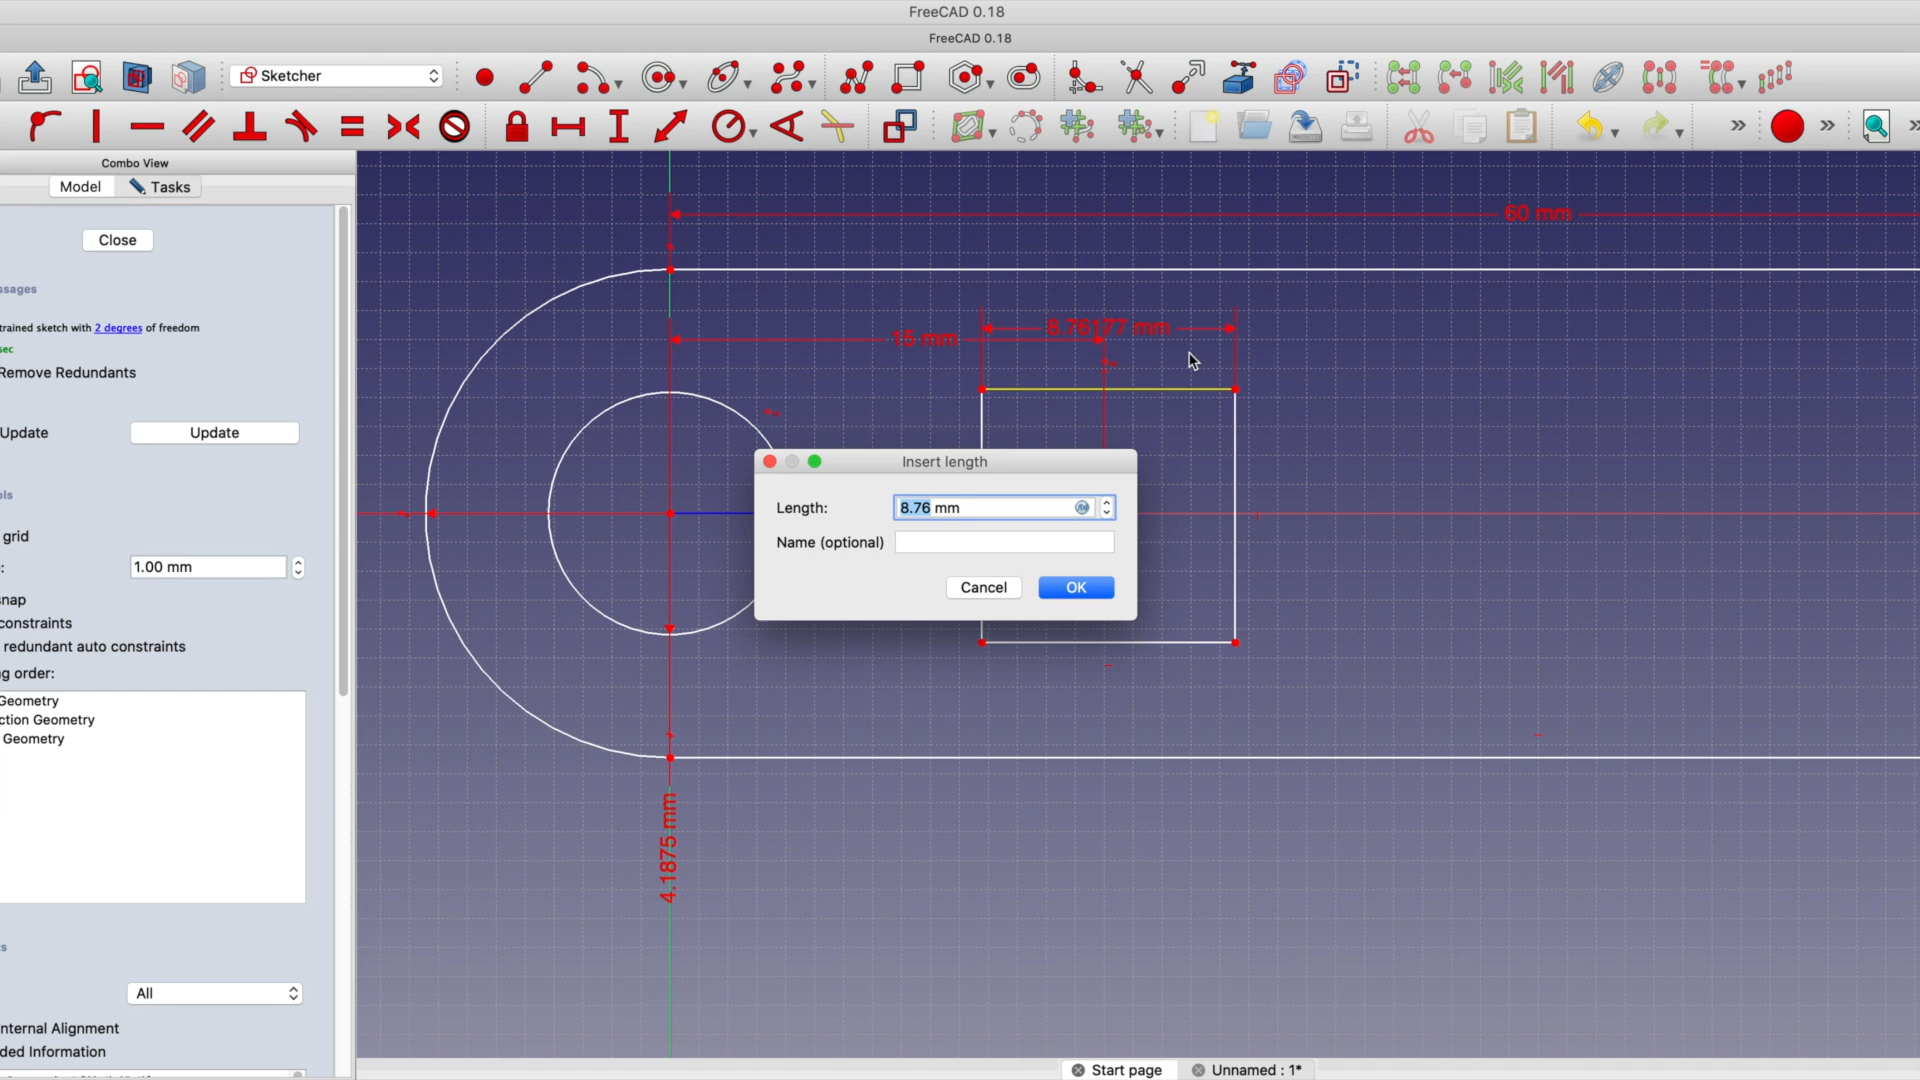 FreeCAD 0.18
FreeCAD 0.18
Sketcher
Combo View
Model
Tasks
Close
ssages
trained sketch with 2 degrees of freedom
sec
Remove Redundants
Update
Update
ols
grid
:
1.00 mm
snap
constraints
redundant auto constraints
g order:
Geometry
ction Geometry
Geometry
s
All
nternal Alignment
ded Information
60 mm
8.76177 mm
15 mm
4.1875 mm
Insert length
Length:
8.76 mm
Name (optional)
Cancel
OK
Start page
Unnamed : 1*